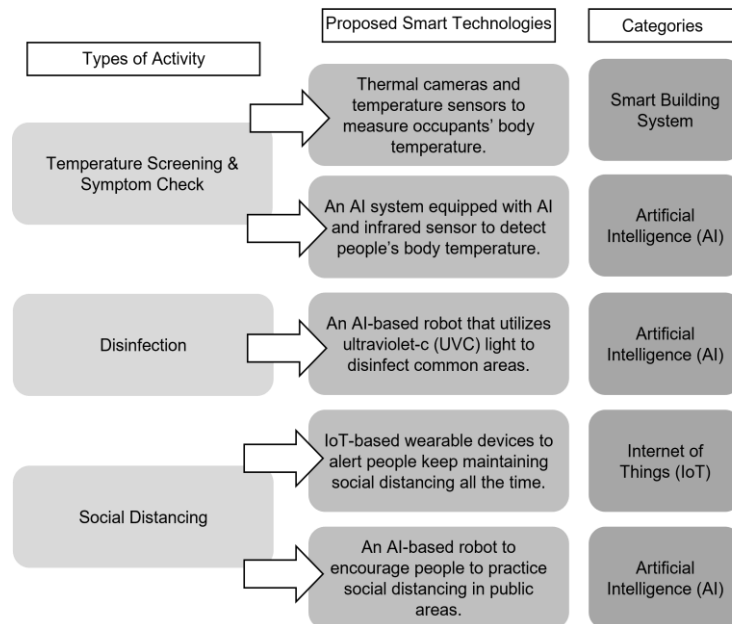 Proposed Smart Technologies
Categories
Types of Activity
Thermal cameras and
temperature sensors to
measure occupants’ body
temperature.
Smart Building
System
Temperature Screening &
Symptom Check
An AI system equipped with AI
and infrared sensor to detect
people’s body temperature.
Artificial
Intelligence (AI)
Disinfection
An AI-based robot that utilizes
ultraviolet-c (UVC) light to
disinfect common areas.
Artificial
Intelligence (AI)
IoT-based wearable devices to
alert people keep maintaining
social distancing all the time.
Internet of
Things (IoT)
Social Distancing
An AI-based robot to
encourage people to practice
social distancing in public
areas.
Artificial
Intelligence (AI)